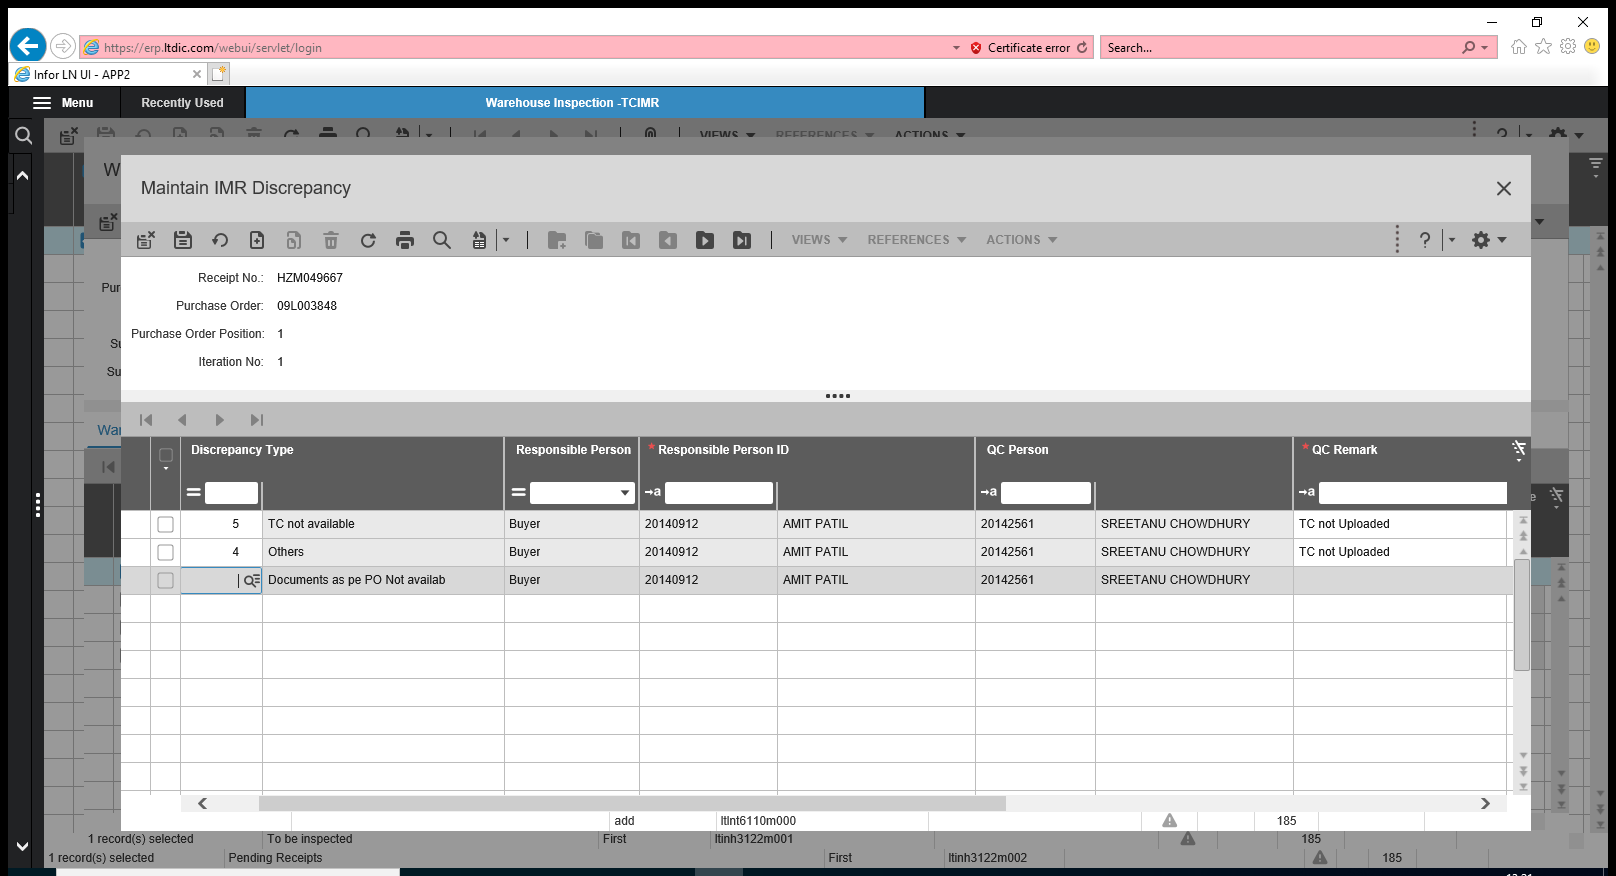 https://erp.ltdic.com/webui/servlet/login
Certificate error
Search...
Infor LN UI - APP2
Menu
Recently Used
Warehouse Inspection -TCIMR
VIEWS
REFERENCES
ACTIONS
W
Maintain IMR Discrepancy
VIEWS
REFERENCES
ACTIONS
?
Receipt No.: HZM049667
Pur
Purchase Order: 09L003848
Purchase Order Position: 1
Su
Iteration No: 1
Su
War
Discrepancy Type
Responsible Person
* Responsible Person ID
QC Person
* QC Remark
5 TC not available Buyer 20140912 AMIT PATIL 20142561 SREETANU CHOWDHURY TC not Uploaded
4 Others Buyer 20140912 AMIT PATIL 20142561 SREETANU CHOWDHURY TC not Uploaded
Documents as pe PO Not availab Buyer 20140912 AMIT PATIL 20142561 SREETANU CHOWDHURY
add ltlnt6110m000 185
1 record(s) selected To be inspected First ltinh3122m001 185
1 record(s) selected Pending Receipts First ltinh3122m002 185